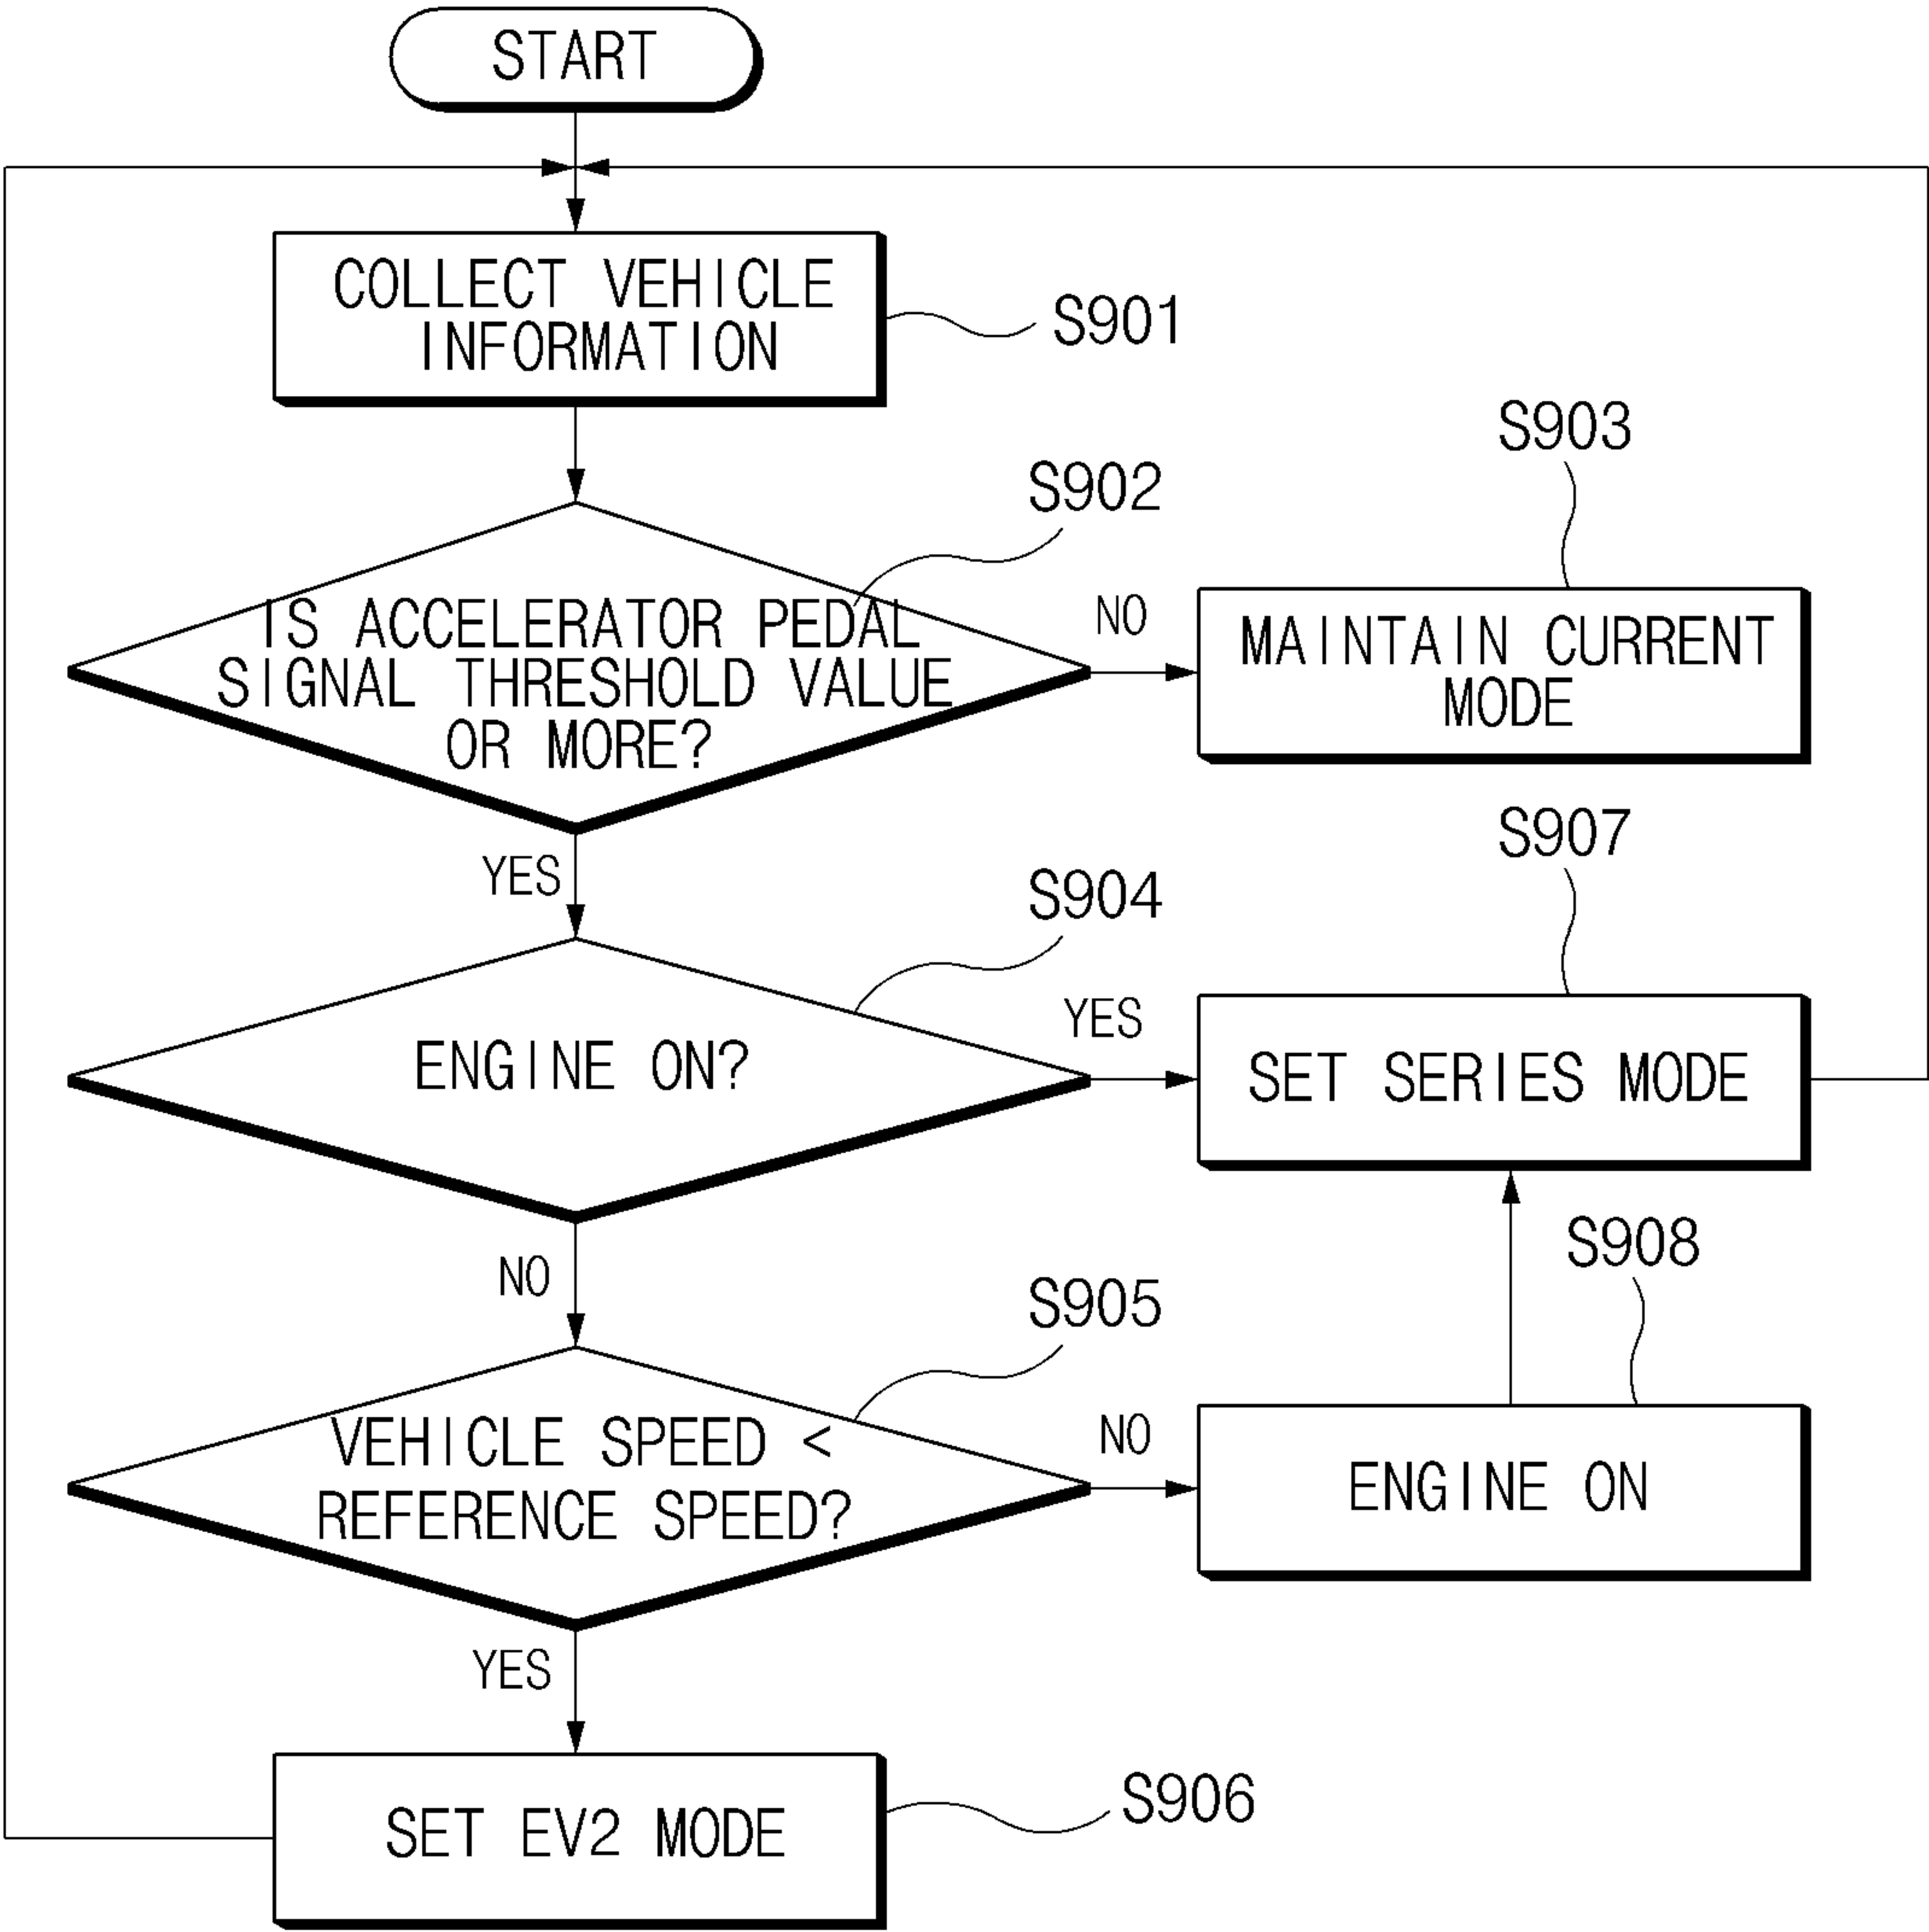 START
COLLECT VEHICLE
INFORMATION
S901
S902
S903
IS ACCELERATOR PEDAL
SIGNAL THRESHOLD VALUE
OR MORE?
NO
MAINTAIN CURRENT
MODE
YES
S904
S907
ENGINE ON?
YES
SET SERIES MODE
NO
S905
S908
VEHICLE SPEED <
REFERENCE SPEED?
NO
ENGINE ON
YES
SET EV2 MODE
S906